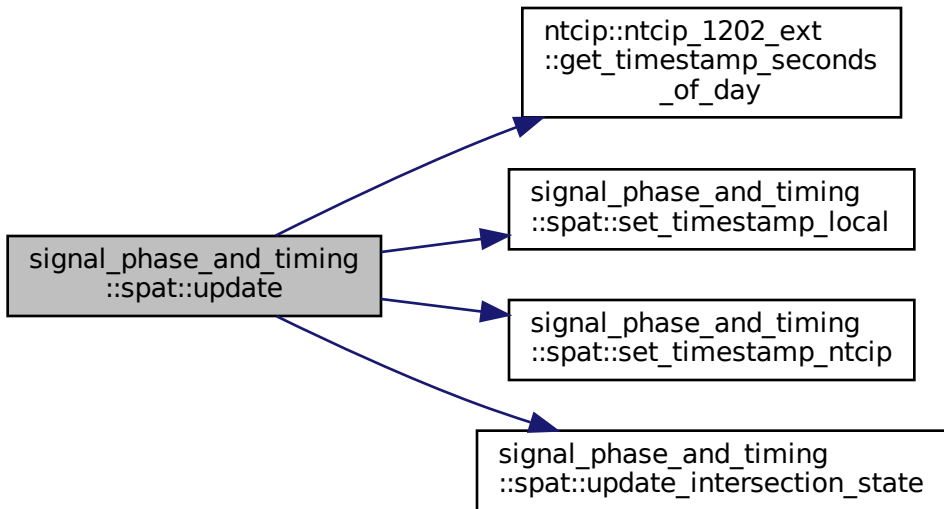 signal_phase_and_timing
::spat::update
ntcip::ntcip_1202_ext
::get_timestamp_seconds
_of_day
signal_phase_and_timing
::spat::set_timestamp_local
signal_phase_and_timing
::spat::set_timestamp_ntcip
signal_phase_and_timing
::spat::update_intersection_state